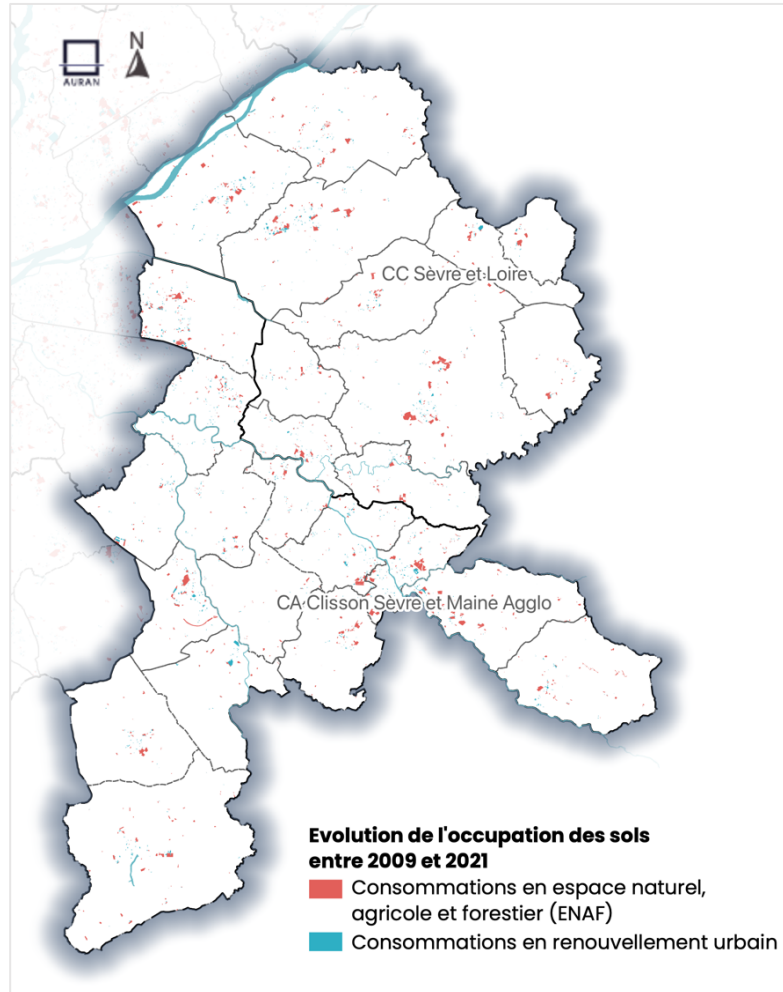 N
AURAN
CC Sèvre et Loire
CA Clisson Sèvre et Maine Agglo
Evolution de l'occupation des sols
entre 2009 et 2021
Consommations en espace naturel,
agricole et forestier (ENAF)
Consommations en renouvellement urbain